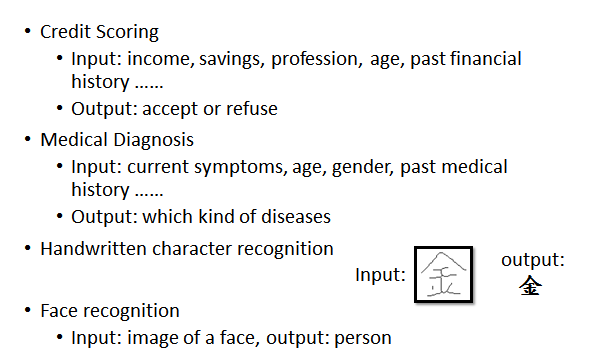 • Credit Scoring
• Input: income, savings, profession, age, past financial
history ......
• Output: accept or refuse
• Medical Diagnosis
• Input: current symptoms, age, gender, past medical
history ......
• Output: which kind of diseases
• Handwritten character recognition
Input: 金 output:
金
• Face recognition
• Input: image of a face, output: person